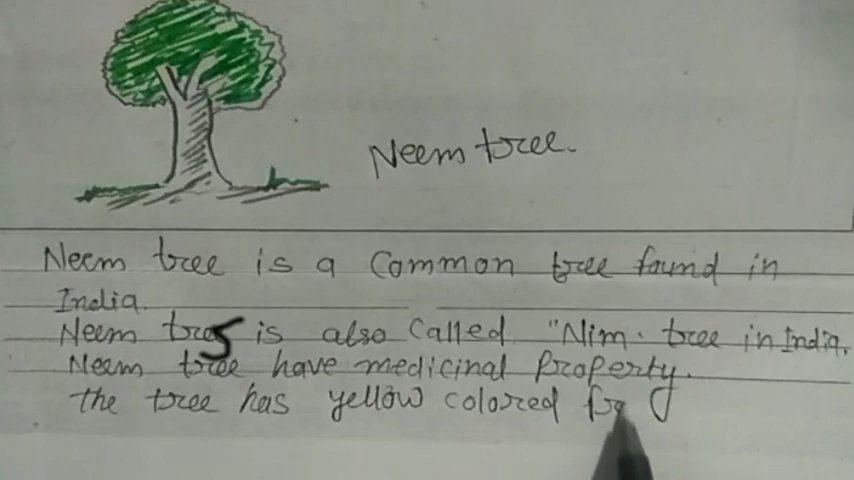 Neem tree.
Neem tree is a Common tree found in
India.
Neem is also Called "Nim. tree in India.
Neem tree have medicinal Property.
the tree has yellow colored